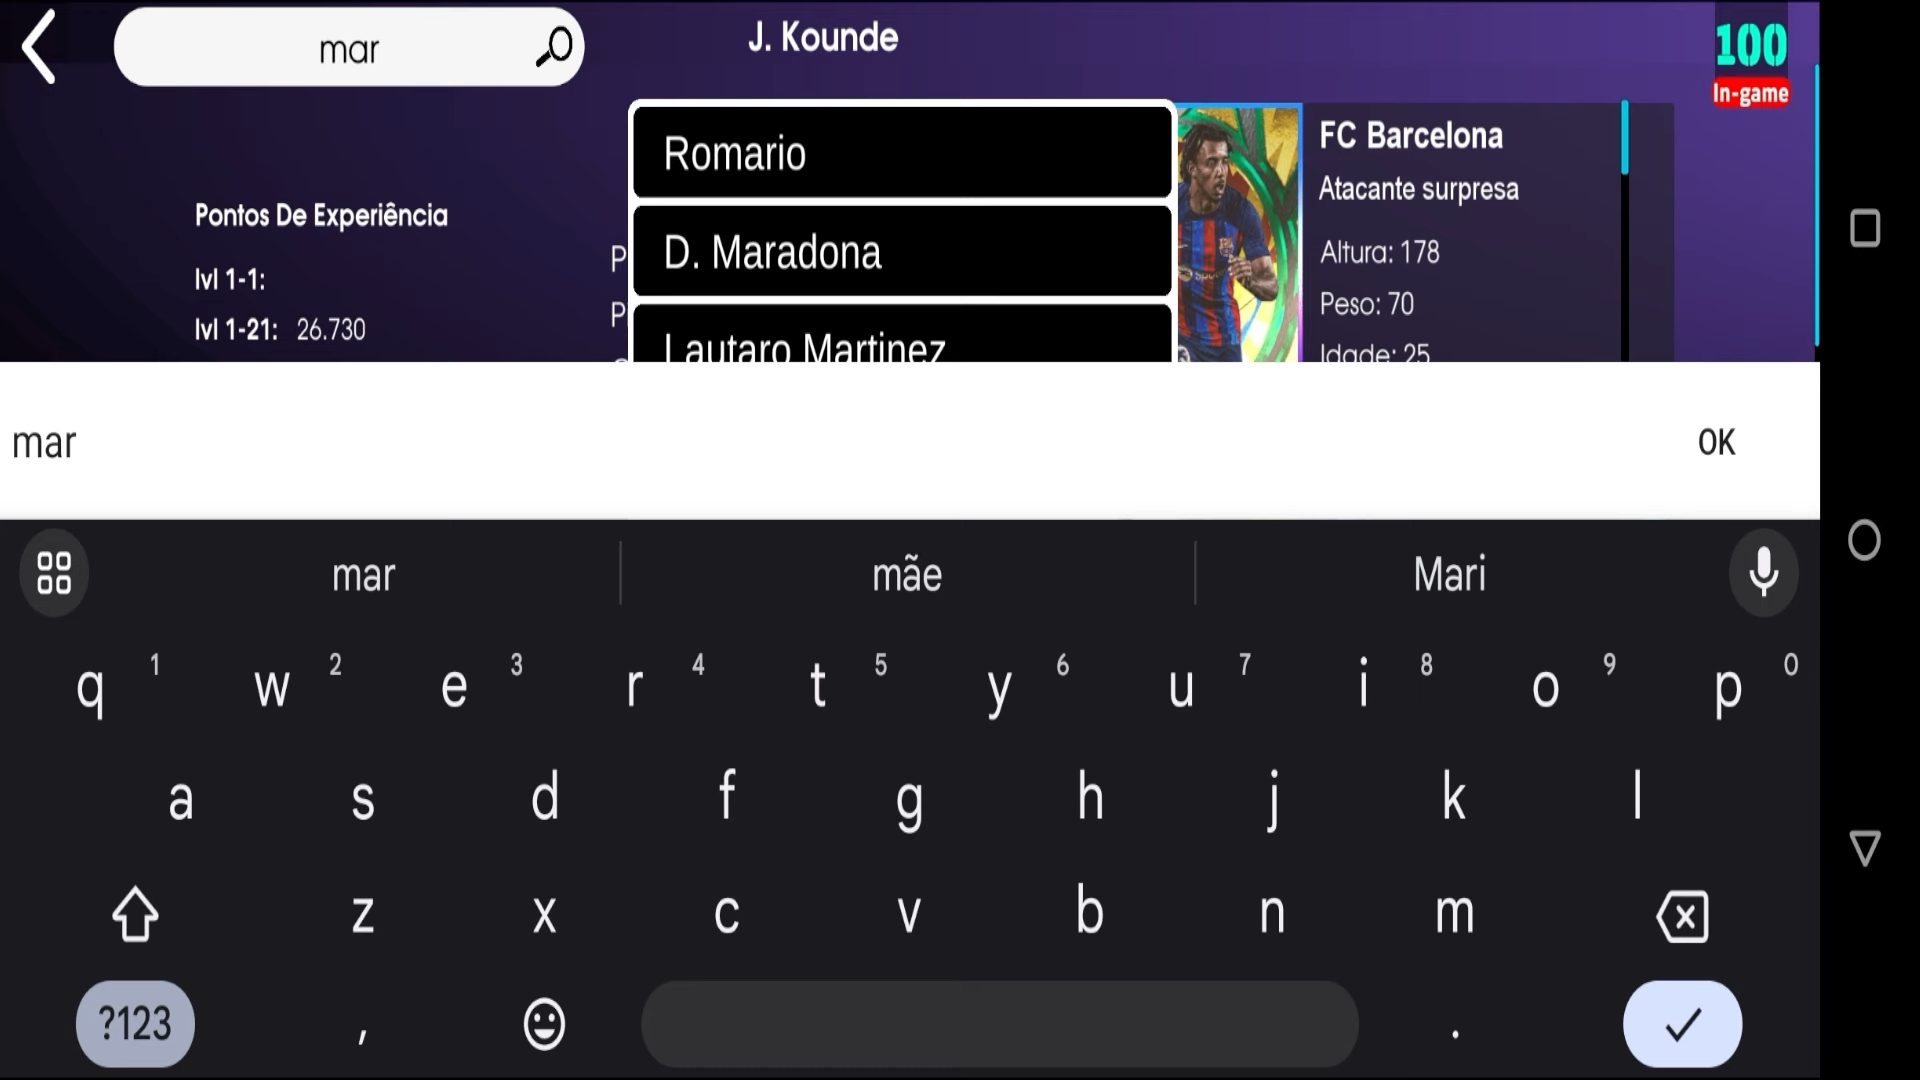 mar
J. Kounde
100
In-game
Romario
D. Maradona
Lautaro Martinez
FC Barcelona
Atacante surpresa
Altura: 178
Peso: 70
Idade: 25
Pontos De Experiência
lvl 1-1:
lvl 1-21: 26.730
P
P
mar
OK
mar mãe Mari
q 1 w 2 e 3 r 4 t 5 y 6 u 7 i 8 o 9 p 0
a s d f g h j k l
z x c v b n m
?123 , .